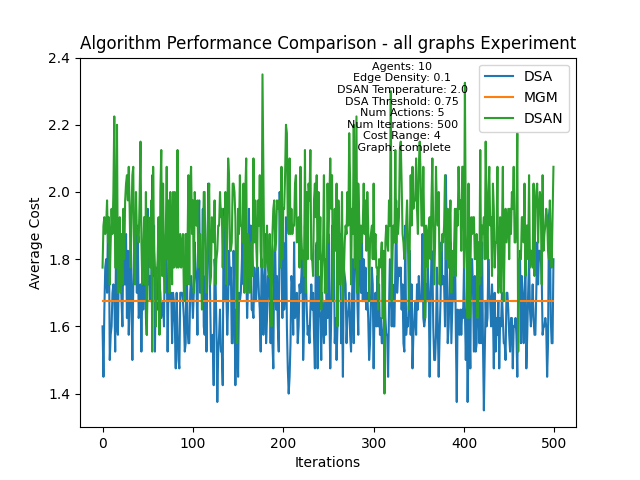 Algorithm Performance Comparison - all graphs Experiment
Agents: 10
Edge Density: 0.1
DSAN Temperature: 2.0
DSA Threshold: 0.75
Num Actions: 5
Num Iterations: 500
Cost Range: 4
Graph: complete
DSA
MGM
DSAN
2.4
2.2
2.0
1.8
1.6
1.4
Average Cost
0
100
200
300
400
500
Iterations